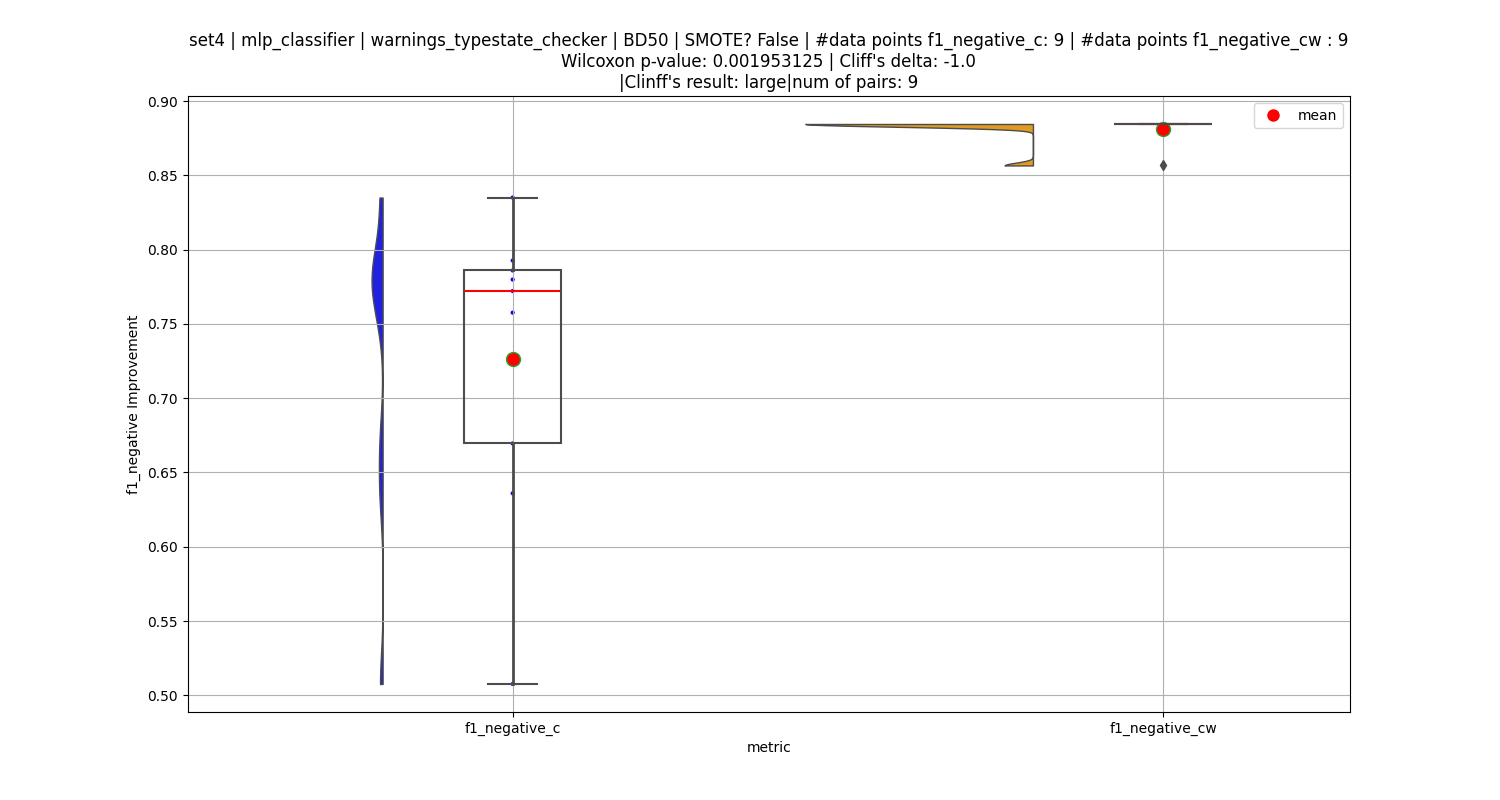 set4 | mlp_classifier | warnings_typestate_checker | BD50 | SMOTE? False | #data points f1_negative_c: 9 | #data points f1_negative_cw : 9
Wilcoxon p-value: 0.001953125 | Cliff's delta: -1.0
|Clinff's result: large|num of pairs: 9
mean
0.90
0.85
0.80
0.75
0.70
0.65
0.60
0.55
0.50
f1_negative Improvement
f1_negative_c
f1_negative_cw
metric